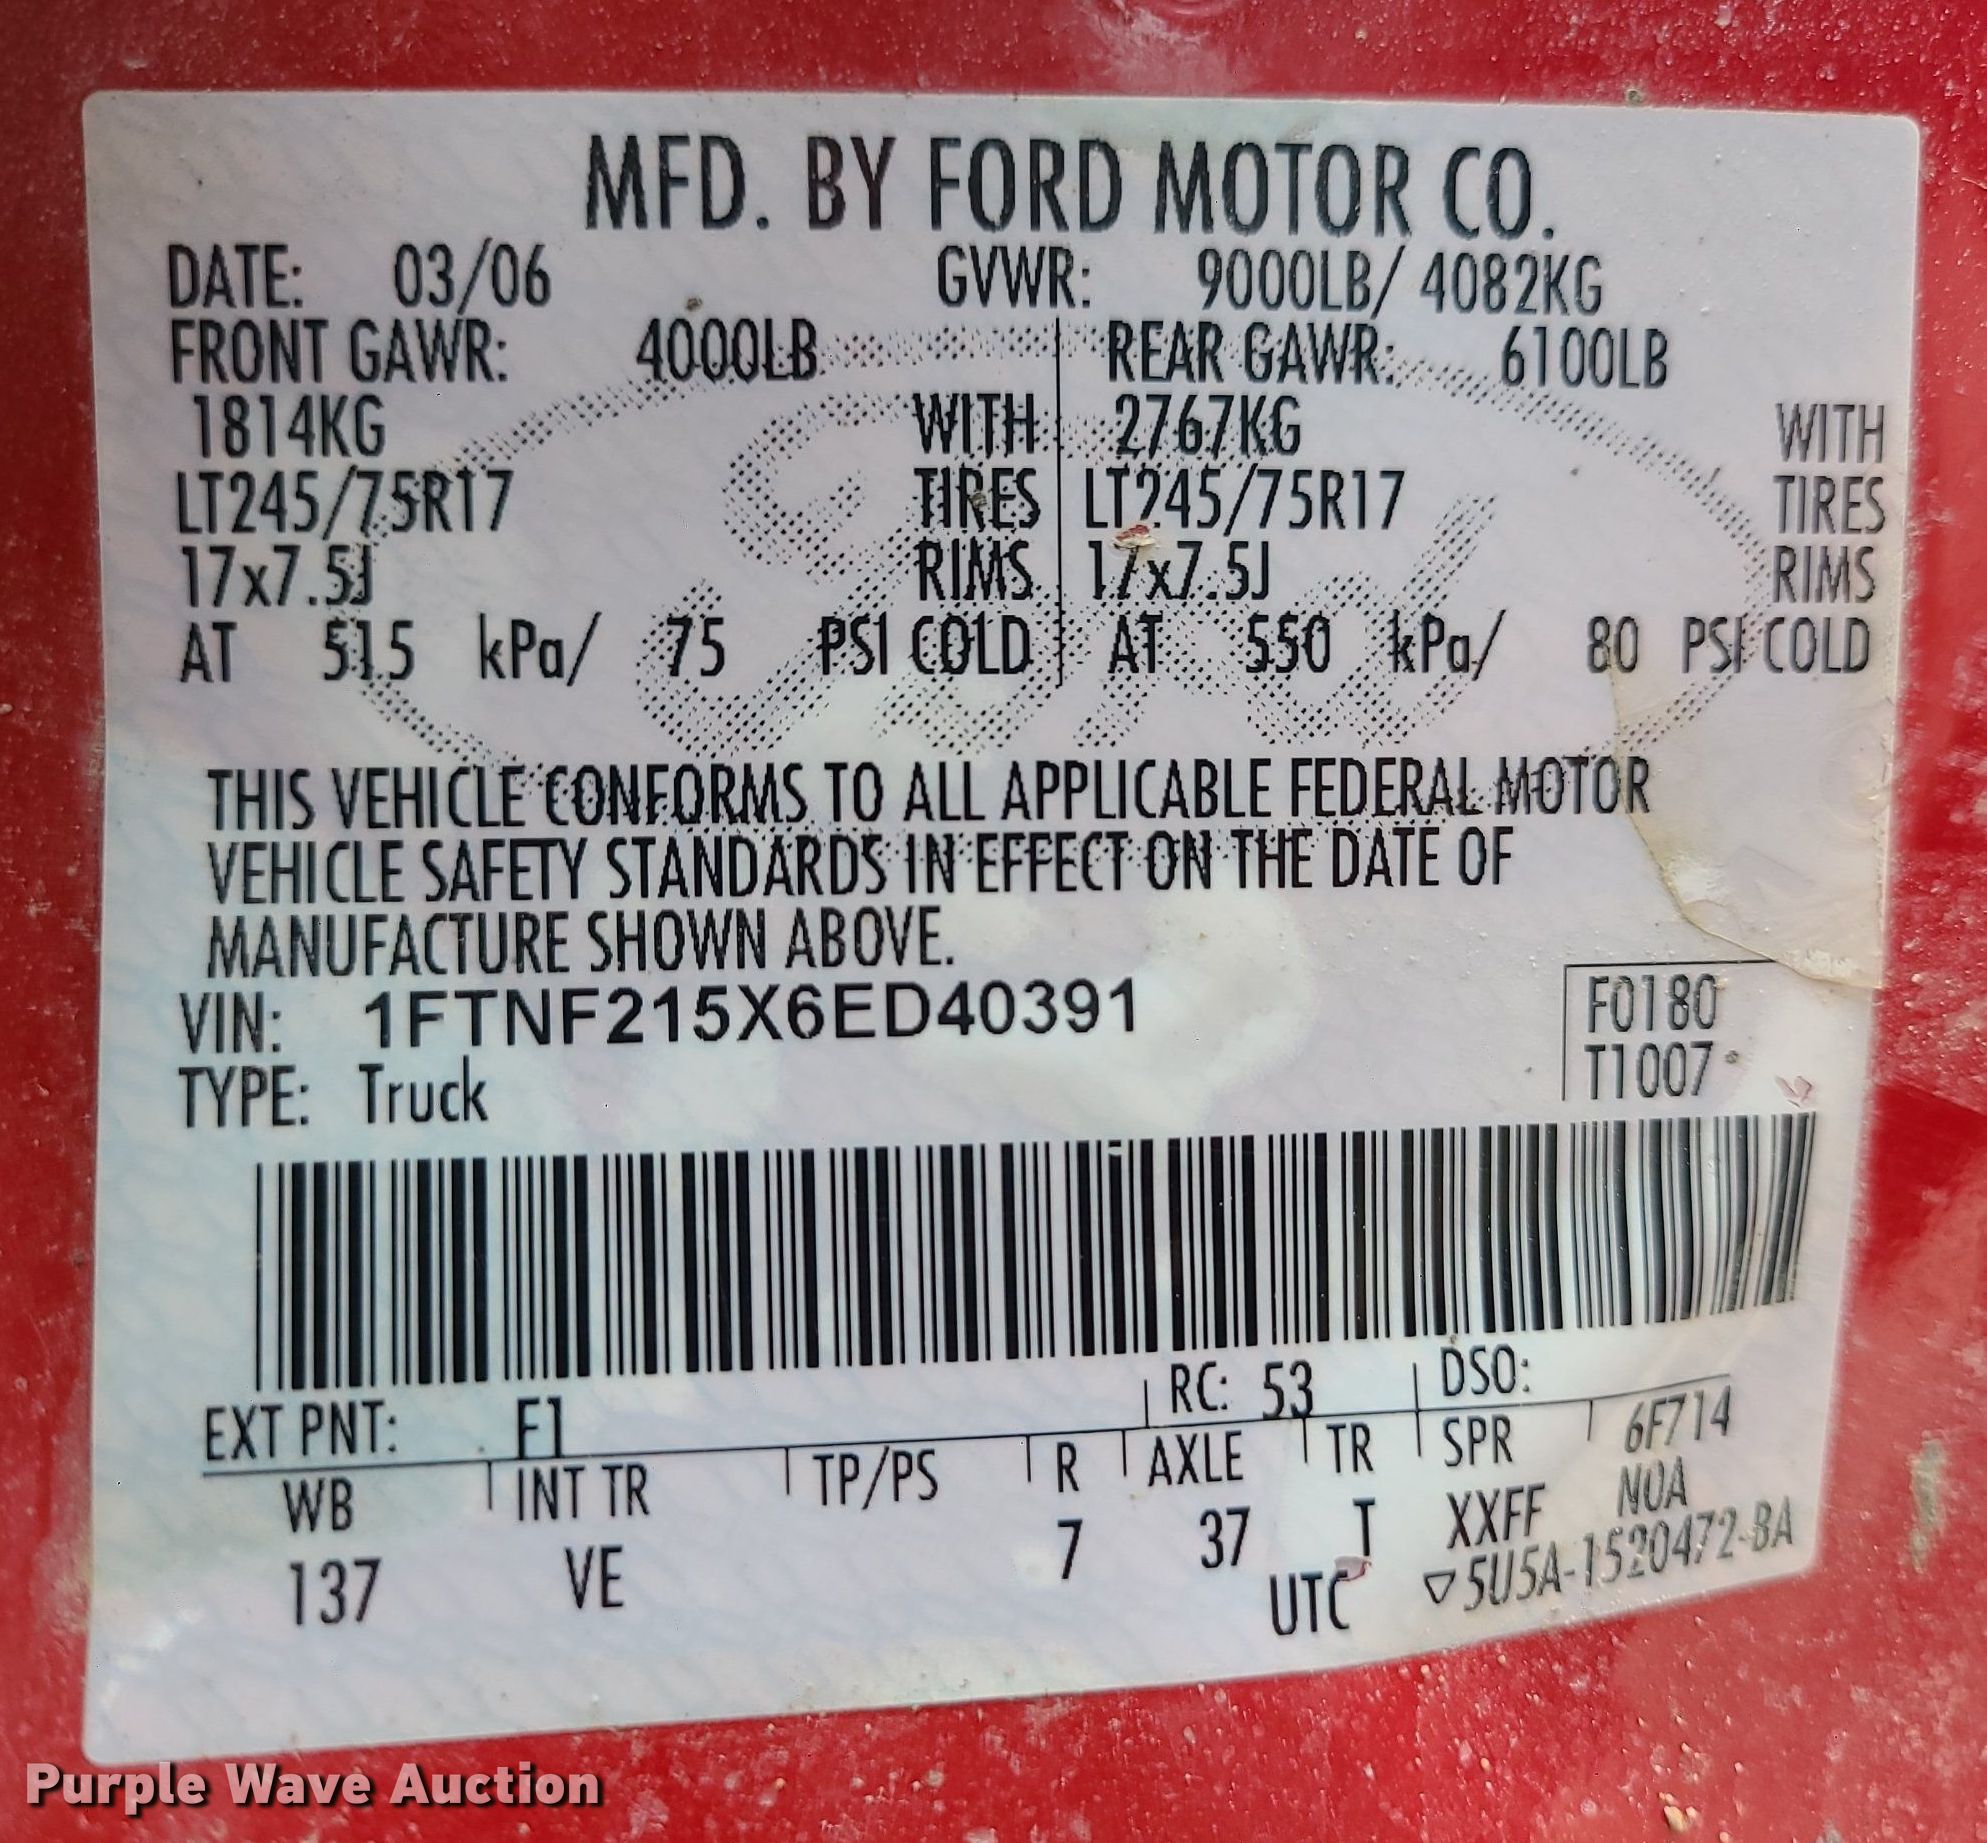 MFD. BY FORD MOTOR CO.
DATE: 03/06 GVWR: 9000LB/ 4082KG
FRONT GAWR: 4000LB REAR GAWR: 6100LB
1814KG WITH 2767KG WITH
LT245/75R17 TIRES LT245/75R17 TIRES
17x7.5J RIMS 17x7.5J RIMS
AT 515 kPa/ 75 PSI COLD AT 550 kPa/ 80 PSI COLD
Ford
THIS VEHICLE CONFORMS TO ALL APPLICABLE FEDERAL MOTOR
VEHICLE SAFETY STANDARDS IN EFFECT ON THE DATE OF
MANUFACTURE SHOWN ABOVE.
VIN: 1FTNF215X6ED40391 F0180
TYPE: Truck T1007
EXT PNT: F1 RC: 53 DSO:
WB INT TR TP/PS R AXLE TR SPR 6F714
137 VE 7 37 T XXFF NOA
UTC ▽5U5A-1520472-BA
Purple Wave Auction